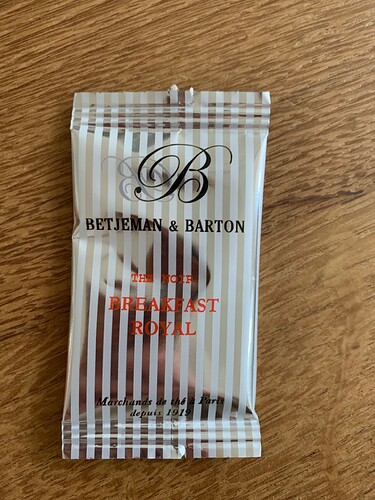 B
BETJEMAN & BARTON
THÉ NOIR
BREAKFAST
ROYAL
Marchands de thé à Paris
depuis 1919